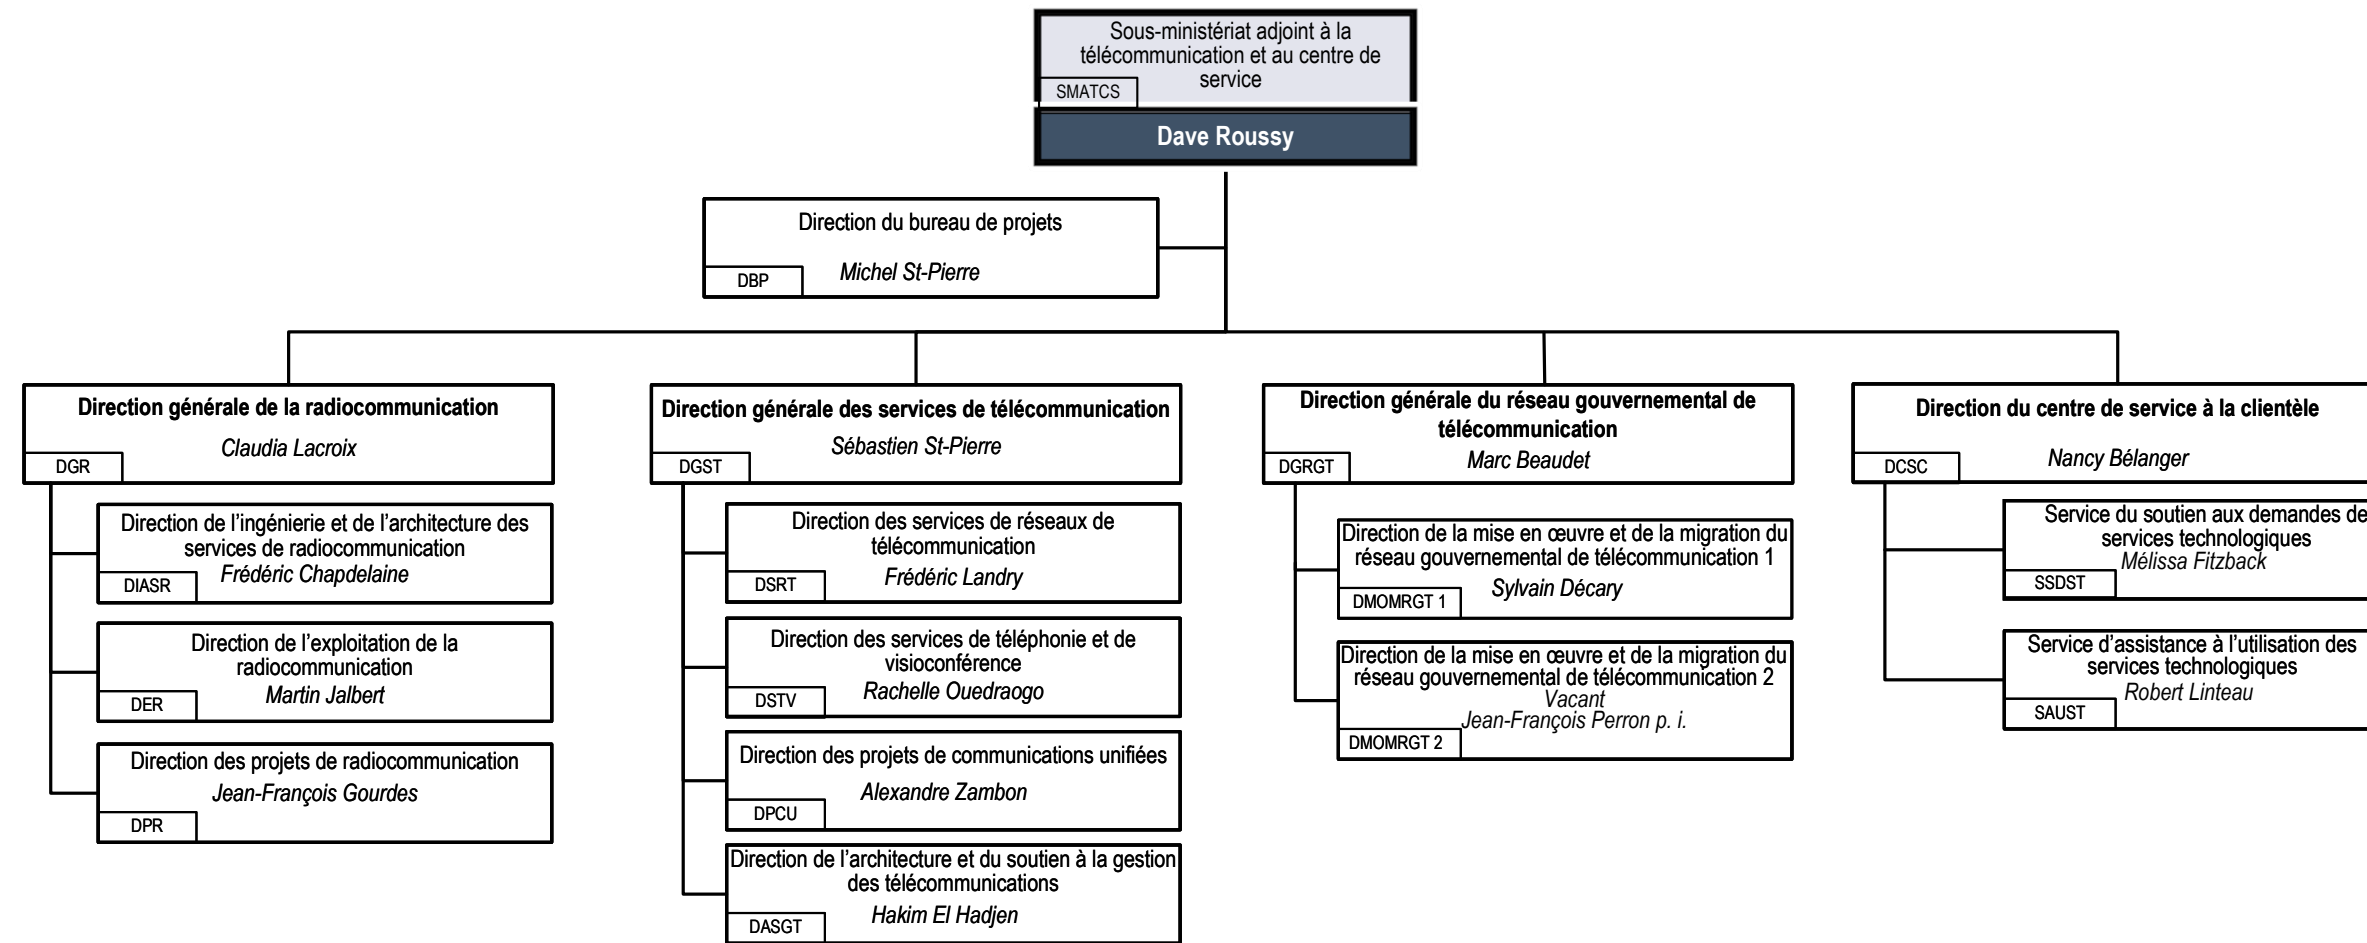 Sous-ministériat adjoint à la
télécommunication et au centre de
service
SMATCS
Dave Roussy
Direction du bureau de projets
Michel St-Pierre
DBP
Direction générale de la radiocommunication
Claudia Lacroix
DGR
Direction de l’ingénierie et de l’architecture des
services de radiocommunication
Frédéric Chapdelaine
DIASR
Direction de l’exploitation de la
radiocommunication
Martin Jalbert
DER
Direction des projets de radiocommunication
Jean-François Gourdes
DPR
Direction générale des services de télécommunication
Sébastien St-Pierre
DGST
Direction des services de réseaux de
télécommunication
Frédéric Landry
DSRT
Direction des services de téléphonie et de
visioconférence
Rachelle Ouedraogo
DSTV
Direction des projets de communications unifiées
Alexandre Zambon
DPCU
Direction de l’architecture et du soutien à la gestion
des télécommunications
Hakim El Hadjen
DASGT
Direction générale du réseau gouvernemental de
télécommunication
Marc Beaudet
DGRGT
Direction de la mise en œuvre et de la migration du
réseau gouvernemental de télécommunication 1
Sylvain Décary
DMOMRGT 1
Direction de la mise en œuvre et de la migration du
réseau gouvernemental de télécommunication 2
Vacant
Jean-François Perron p. i.
DMOMRGT 2
Direction du centre de service à la clientèle
Nancy Bélanger
DCSC
Service du soutien aux demandes de
services technologiques
Mélissa Fitzback
SSDST
Service d’assistance à l’utilisation des
services technologiques
Robert Linteau
SAUST